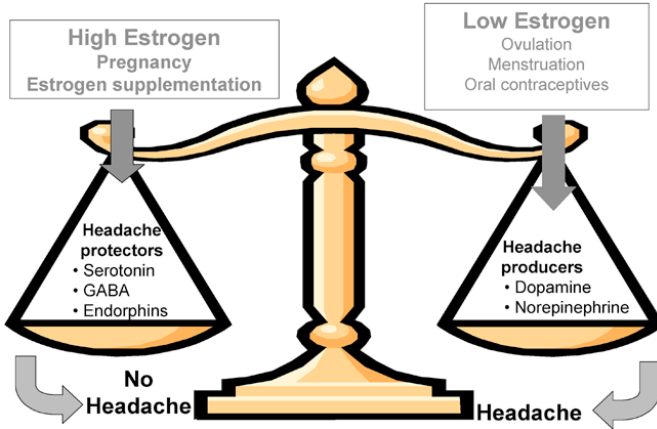 High Estrogen
Pregnancy
Estrogen supplementation
Low Estrogen
Ovulation
Menstruation
Oral contraceptives
Headache
protectors
• Serotonin
• GABA
• Endorphins
Headache
producers
• Dopamine
• Norepinephrine
No
Headache
Headache